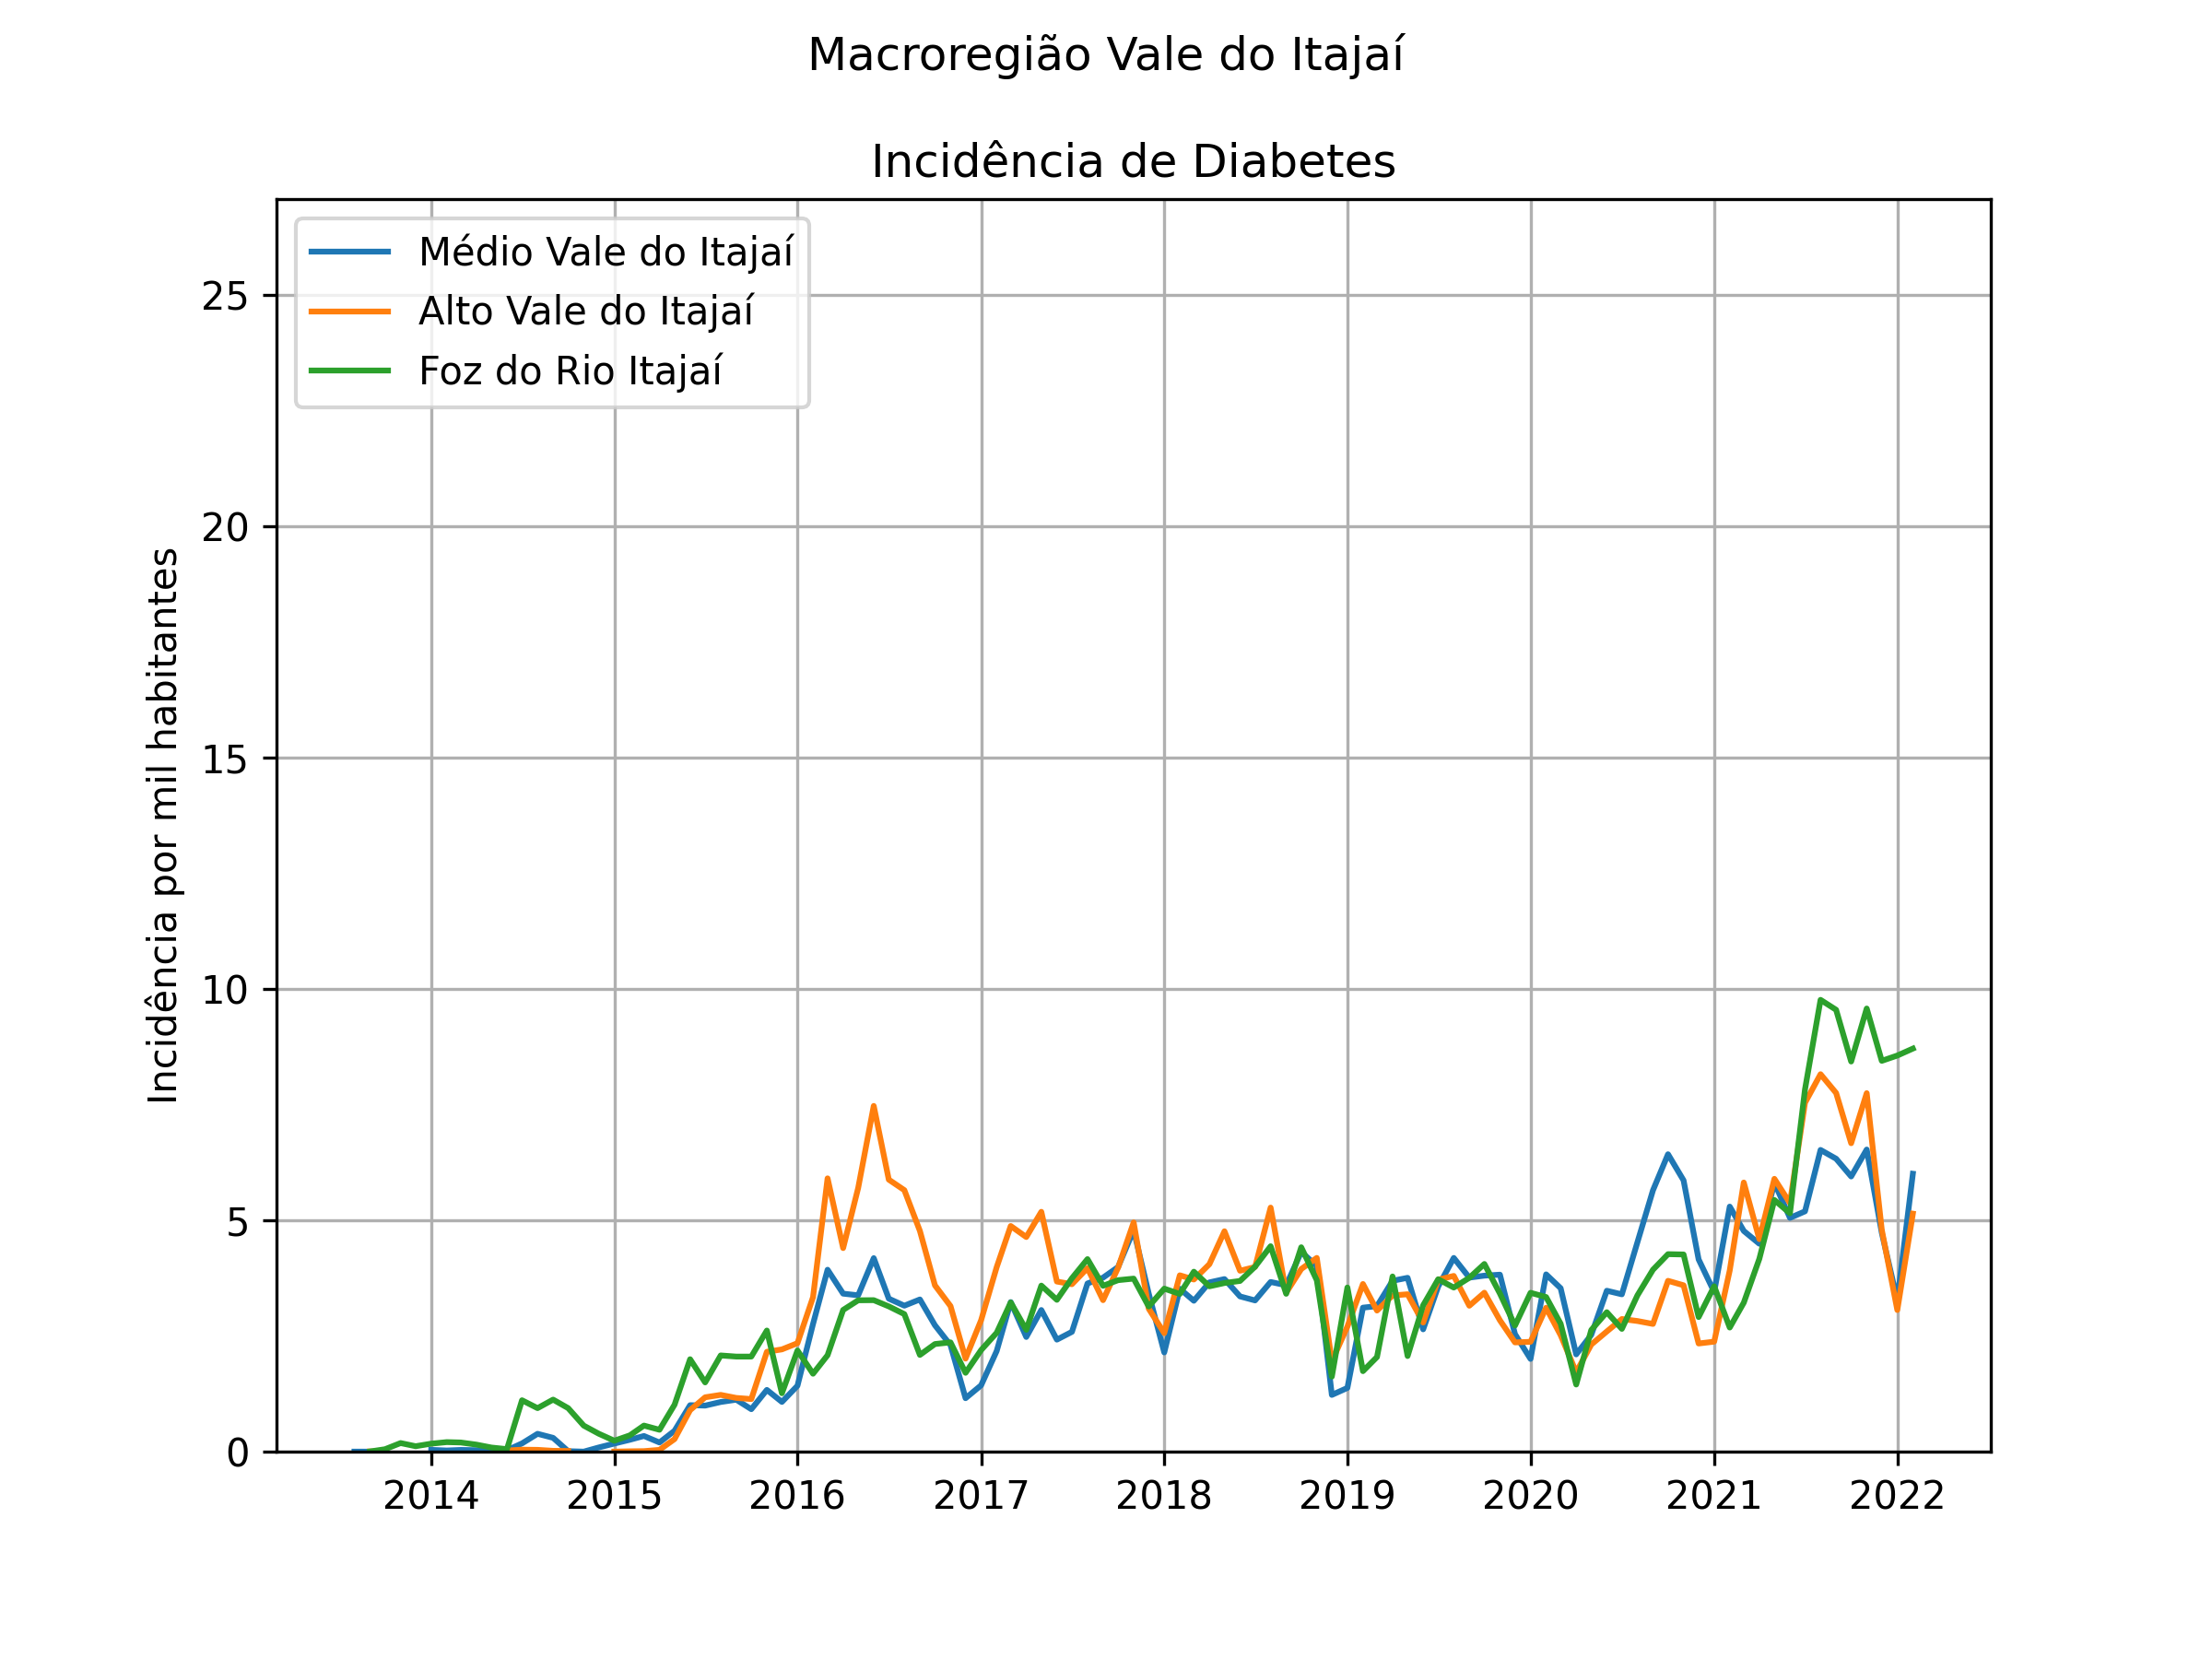 Macroregião Vale do Itajaí
Incidência de Diabetes
Médio Vale do Itajaí
Alto Vale do Itajaí
Foz do Rio Itajaí
Incidência por mil habitantes
25
20
15
10
5
0
2014 2015 2016 2017 2018 2019 2020 2021 2022